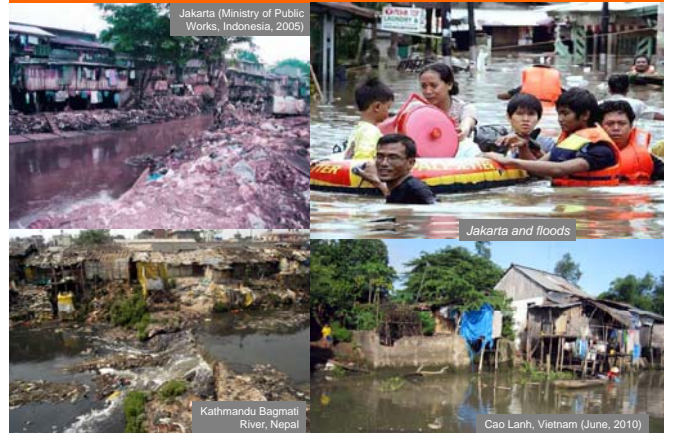 Jakarta (Ministry of Public
Works, Indonesia, 2005)
LAUNDRY &
Jakarta and floods
Kathmandu Bagmati
River, Nepal
Cao Lanh, Vietnam (June, 2010)